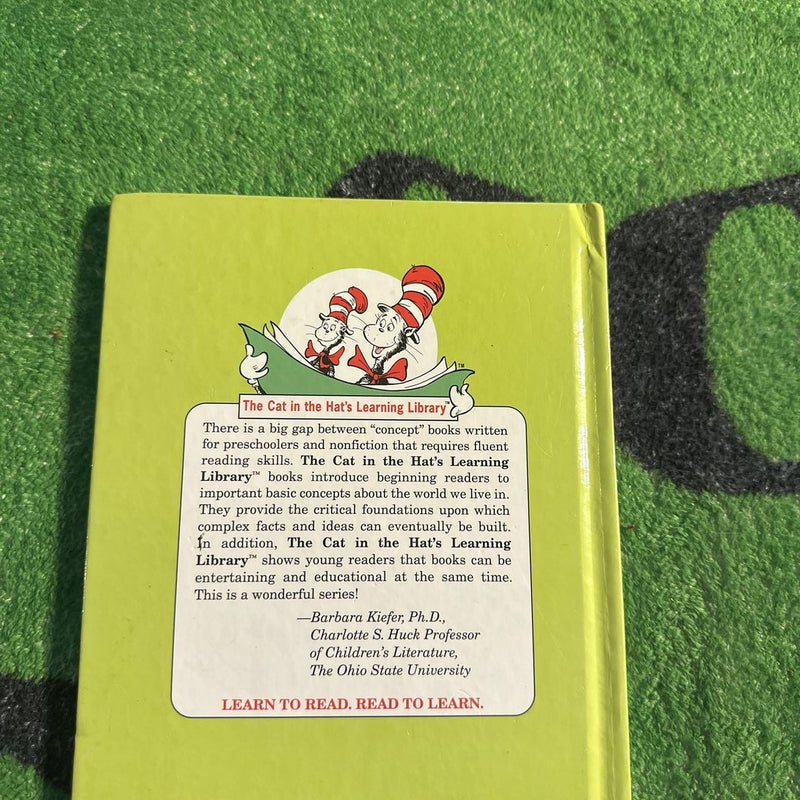 The Cat in the Hat's Learning Library™
There is a big gap between “concept” books written
for preschoolers and nonfiction that requires fluent
reading skills. The Cat in the Hat's Learning
Library™ books introduce beginning readers to
important basic concepts about the world we live in.
They provide the critical foundations upon which
complex facts and ideas can eventually be built.
In addition, The Cat in the Hat's Learning
Library™ shows young readers that books can be
entertaining and educational at the same time.
This is a wonderful series!
—Barbara Kiefer, Ph.D.,
Charlotte S. Huck Professor
of Children's Literature,
The Ohio State University
LEARN TO READ. READ TO LEARN.